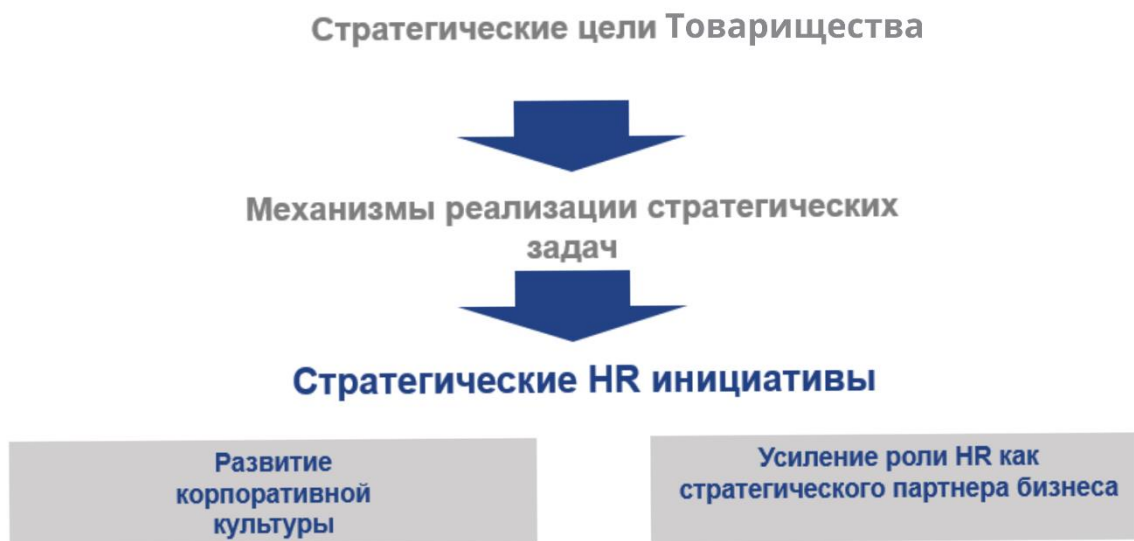 Стратегические цели Товарищества
Механизмы реализации стратегических
задач
Стратегические HR инициативы
Развитие
корпоративной
культуры
Усиление роли HR как
стратегического партнера бизнеса